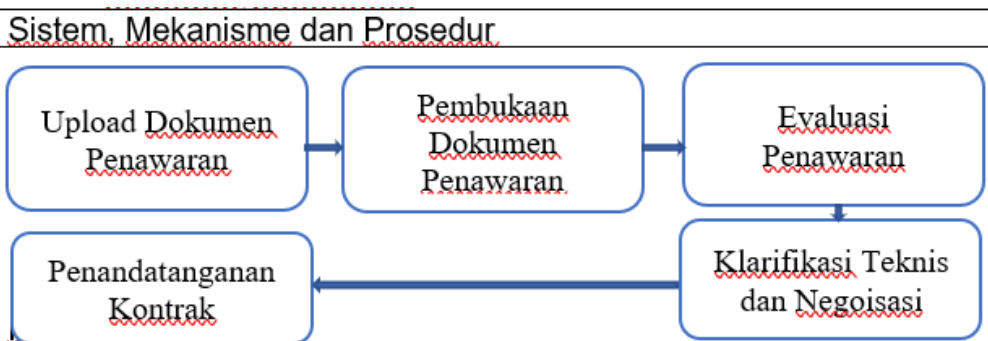 Sistem, Mekanisme dan Prosedur
Upload Dokumen
Penawaran
Pembukaan
Dokumen
Penawaran
Evaluasi
Penawaran
Klarifikasi Teknis
dan Negoisasi
Penandatanganan
Kontrak